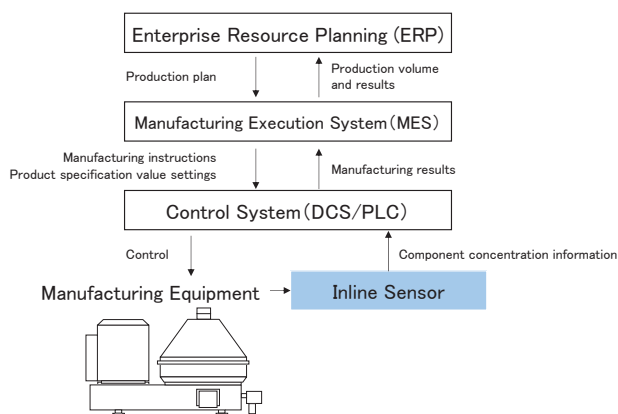 Enterprise Resource Planning (ERP)
Production plan
Production volume
and results
Manufacturing Execution System (MES)
Manufacturing instructions
Product specification value settings
Manufacturing results
Control System (DCS/PLC)
Control
Component concentration information
Manufacturing Equipment
Inline Sensor